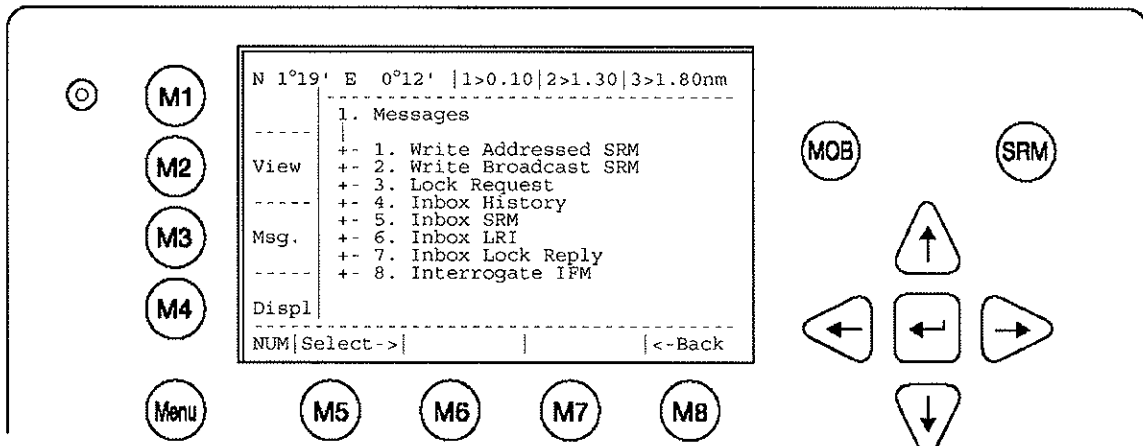 N 1°19' E 0°12' |1>0.10|2>1.30|3>1.80nm
M1
1. Messages
MOB
SRM
M2
View
+- 1. Write Addressed SRM
+- 2. Write Broadcast SRM
+- 3. Lock Request
+- 4. Inbox History
+- 5. Inbox SRM
M3
Msg.
+- 6. Inbox LRI
+- 7. Inbox Lock Reply
+- 8. Interrogate IFM
M4
Displ
NUM|Select->| | |<-Back
Menu
M5
M6
M7
M8